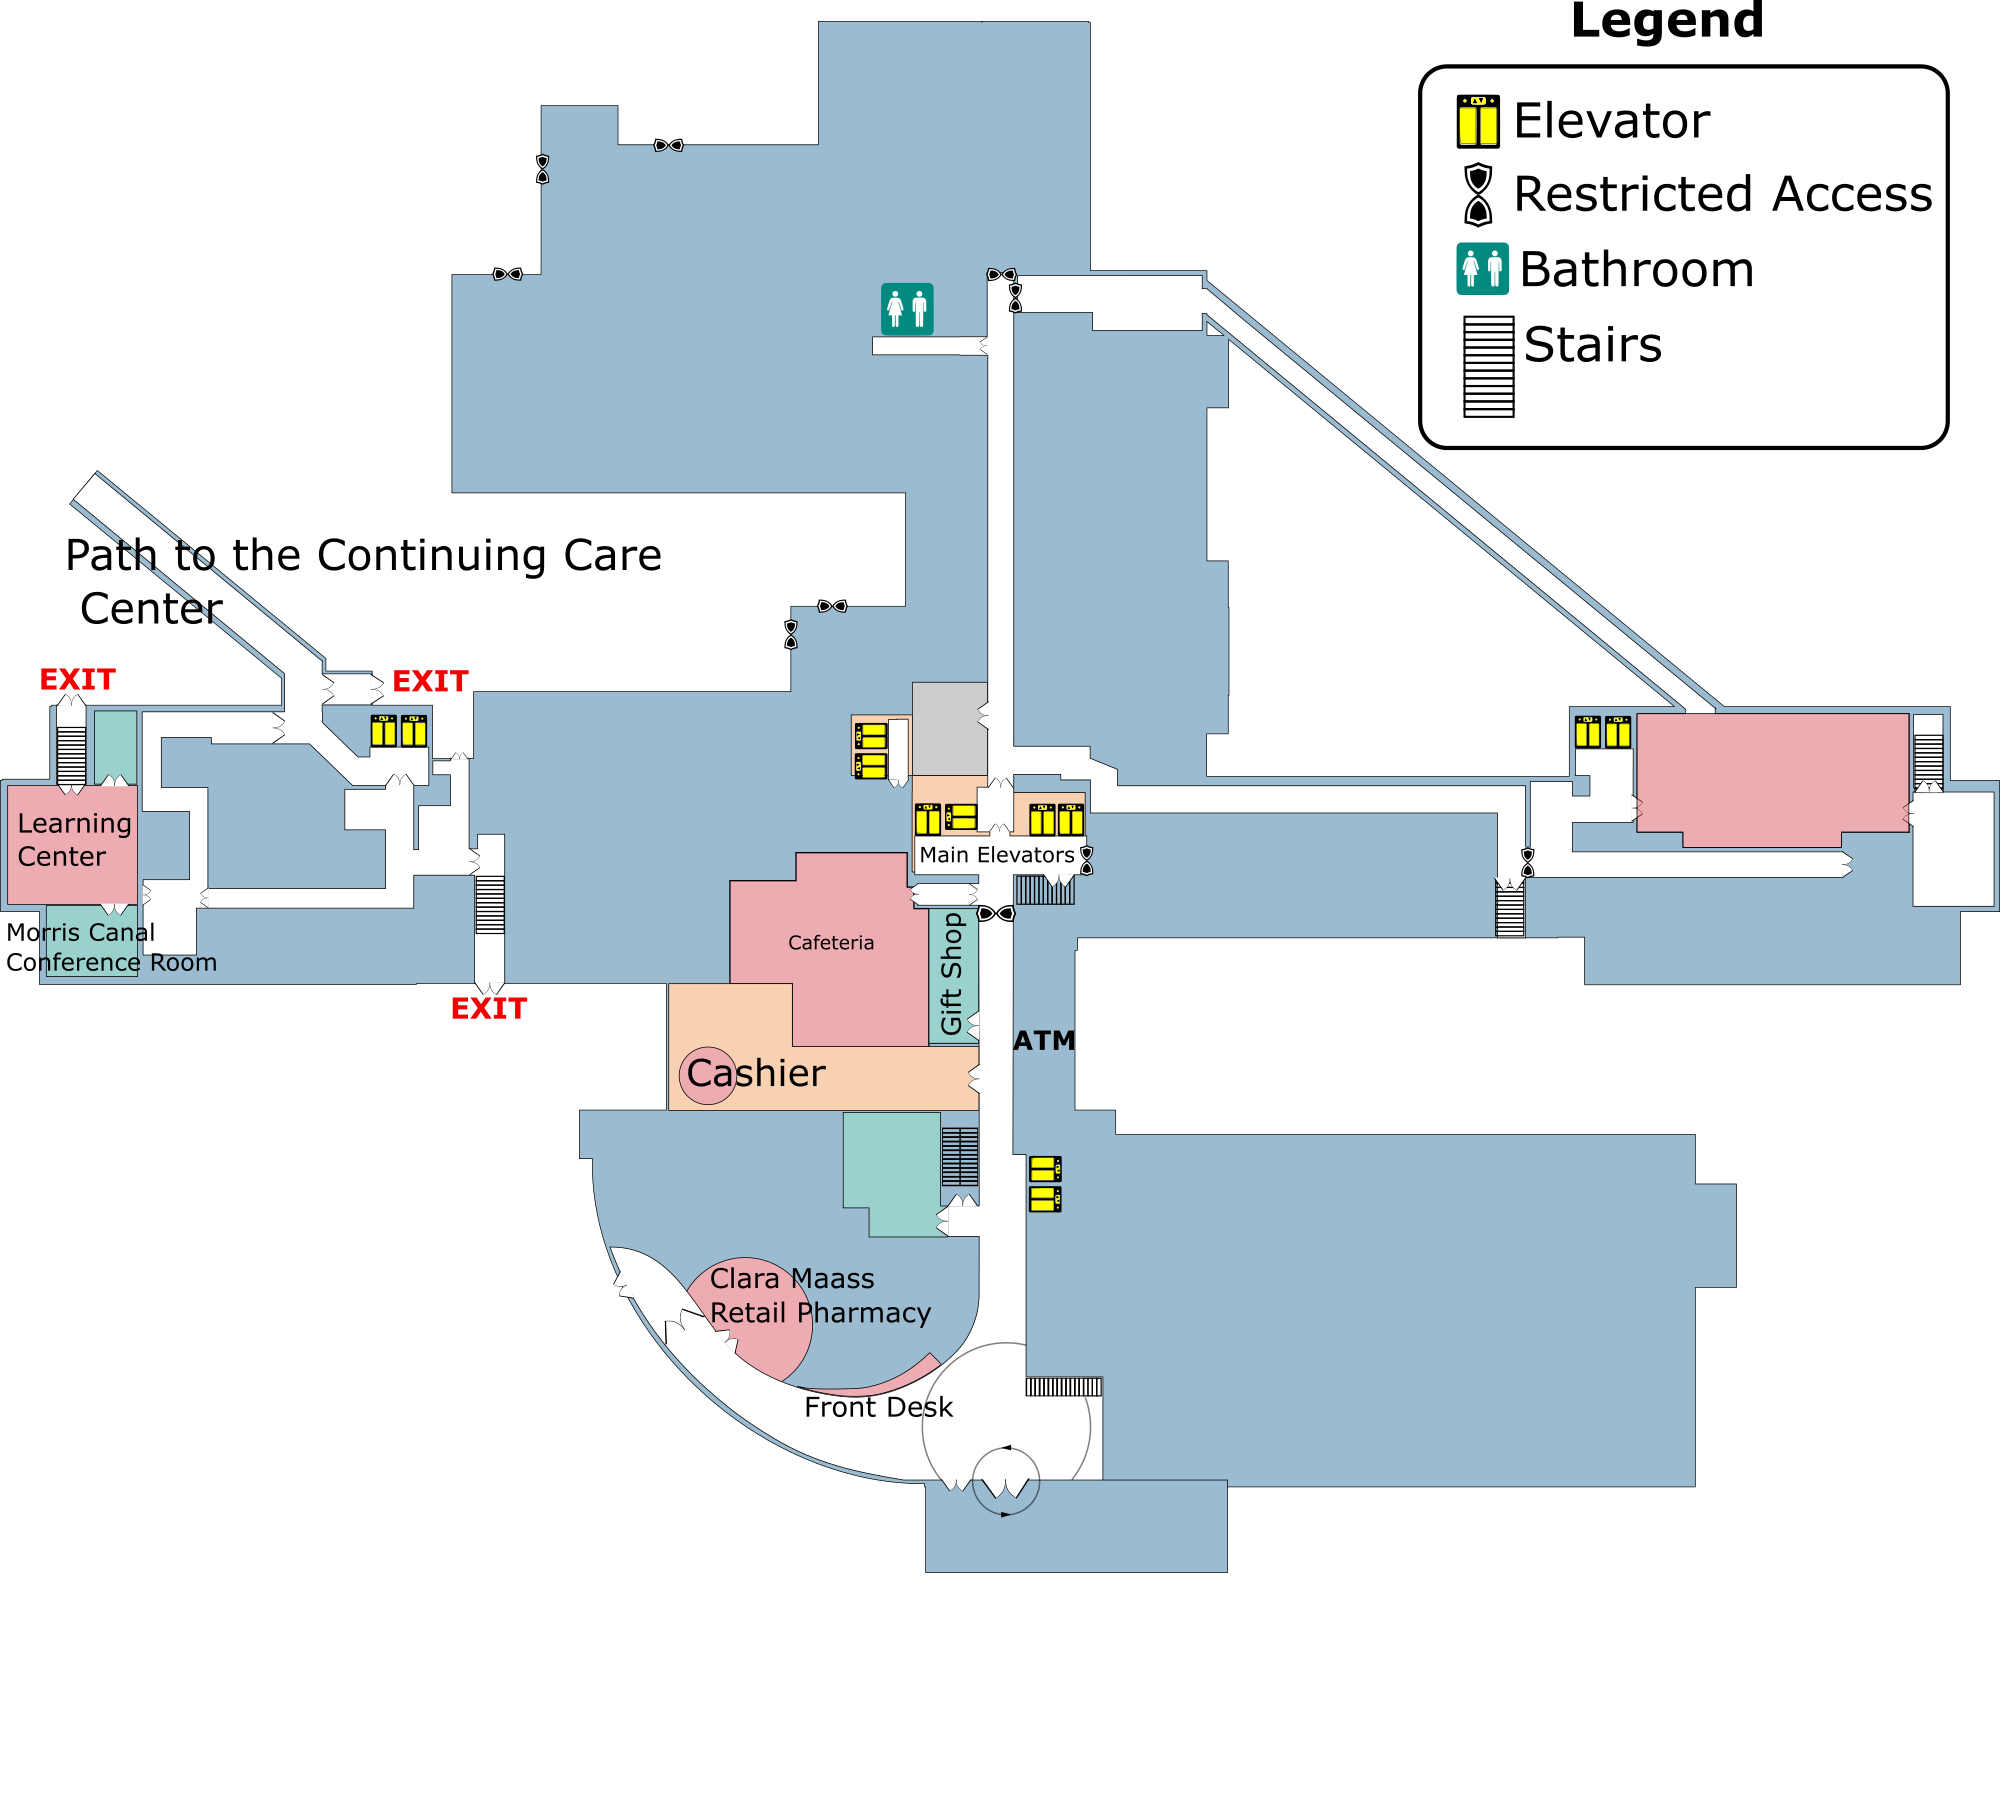 Legend
Elevator
Restricted Access
Bathroom
Stairs
Path to the Continuing Care
Center
EXIT
EXIT
Learning
Center
Main Elevators
Morris Canal
Conference Room
Cafeteria
Gift Shop
EXIT
ATM
Cashier
Clara Maass
Retail Pharmacy
Front Desk